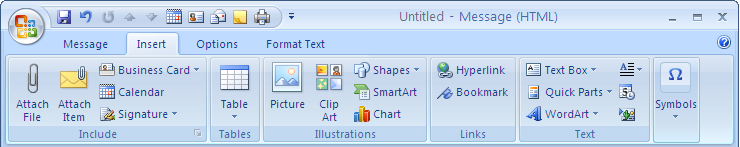 Untitled - Message (HTML)
Message Insert Options Format Text
Attach File
Attach Item
Business Card
Calendar
Signature
Include
Table
Tables
Picture
Clip Art
Shapes
SmartArt
Chart
Illustrations
Hyperlink
Bookmark
Links
Text Box
Quick Parts
WordArt
Text
Symbols